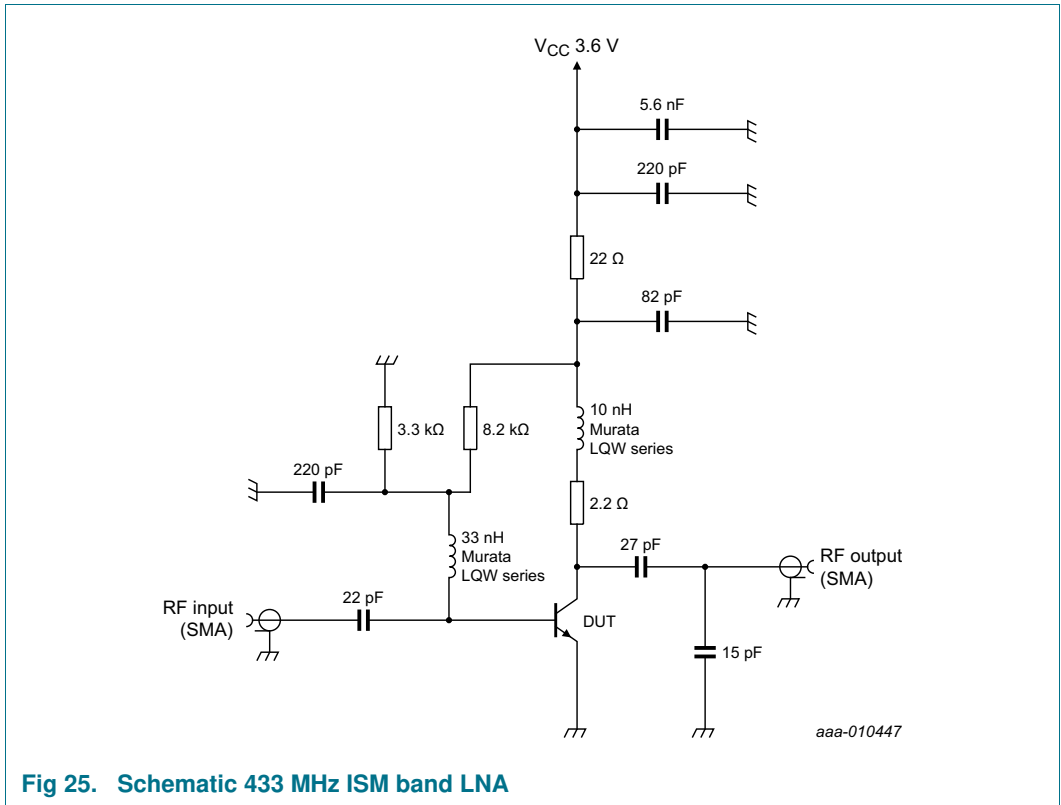 VCC 3.6 V
5.6 nF
220 pF
22 Ω
82 pF
3.3 kΩ
8.2 kΩ
10 nH
Murata
LQW series
220 pF
2.2 Ω
33 nH
Murata
LQW series
27 pF
RF output
(SMA)
RF input
(SMA)
22 pF
DUT
15 pF
aaa-010447
Fig 25. Schematic 433 MHz ISM band LNA